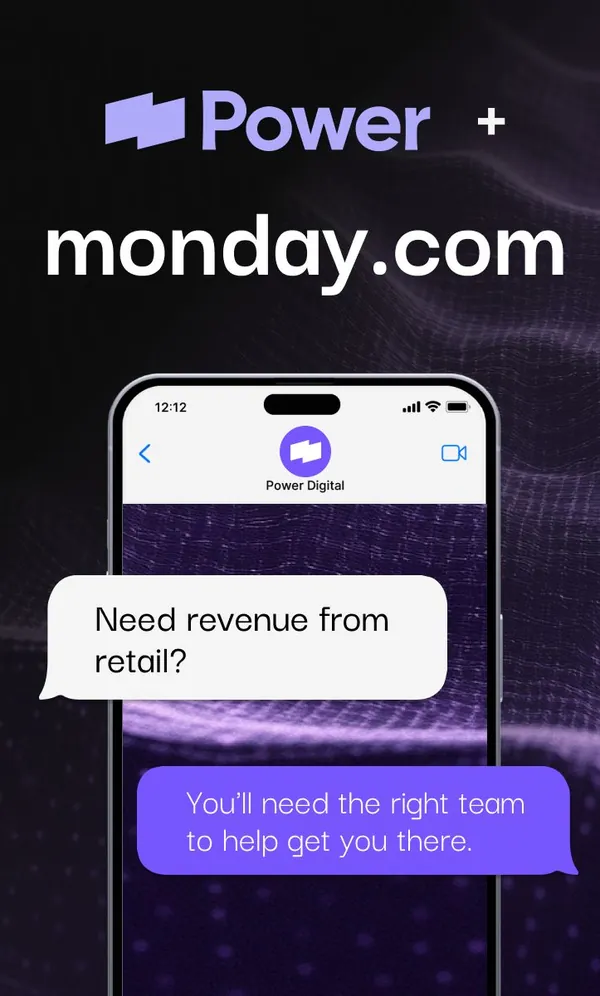 Power +
monday.com
12:12
Power Digital
Need revenue from
retail?
You’ll need the right team
to help get you there.